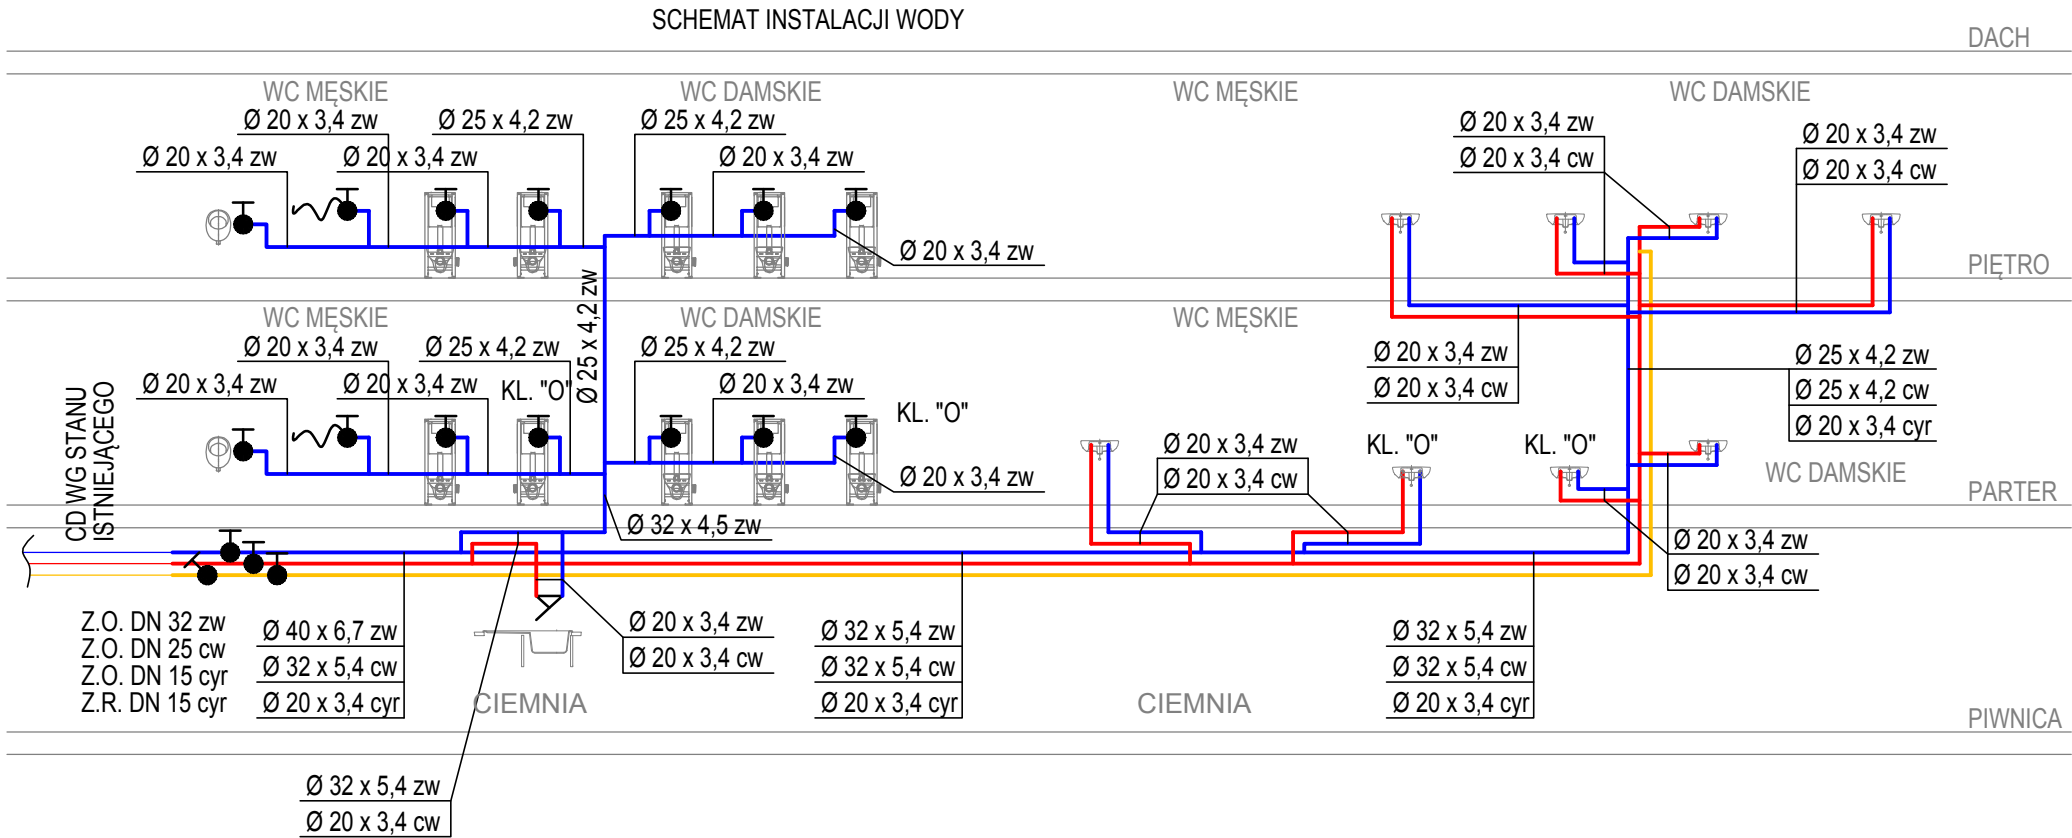 SCHEMAT INSTALACJI WODY
DACH
WC MĘSKIE
WC DAMSKIE
WC MĘSKIE
WC DAMSKIE
Ø 20 x 3,4 zw
Ø 25 x 4,2 zw
Ø 25 x 4,2 zw
Ø 20 x 3,4 zw
Ø 20 x 3,4 zw
Ø 20 x 3,4 zw
Ø 20 x 3,4 zw
Ø 20 x 3,4 zw
Ø 20 x 3,4 cw
Ø 20 x 3,4 cw
Ø 20 x 3,4 zw
PIĘTRO
Ø 25 x 4,2 zw
WC MĘSKIE
WC DAMSKIE
WC MĘSKIE
Ø 20 x 3,4 zw
Ø 25 x 4,2 zw
Ø 25 x 4,2 zw
Ø 20 x 3,4 zw
Ø 25 x 4,2 zw
Ø 20 x 3,4 zw
Ø 20 x 3,4 zw
KL. "O"
Ø 20 x 3,4 zw
Ø 20 x 3,4 cw
Ø 25 x 4,2 cw
Ø 20 x 3,4 cyr
CD WG STANU
ISTNIEJĄCEGO
KL. "O"
Ø 20 x 3,4 zw
Ø 20 x 3,4 cw
KL. "O"
KL. "O"
WC DAMSKIE
Ø 20 x 3,4 zw
PARTER
Ø 32 x 4,5 zw
Ø 20 x 3,4 zw
Ø 20 x 3,4 cw
Z.O. DN 32 zw
Z.O. DN 25 cw
Z.O. DN 15 cyr
Z.R. DN 15 cyr
Ø 40 x 6,7 zw
Ø 32 x 5,4 cw
Ø 20 x 3,4 cyr
Ø 20 x 3,4 zw
Ø 20 x 3,4 cw
Ø 32 x 5,4 zw
Ø 32 x 5,4 cw
Ø 20 x 3,4 cyr
Ø 32 x 5,4 zw
Ø 32 x 5,4 cw
Ø 20 x 3,4 cyr
CIEMNIA
CIEMNIA
PIWNICA
Ø 32 x 5,4 zw
Ø 20 x 3,4 cw